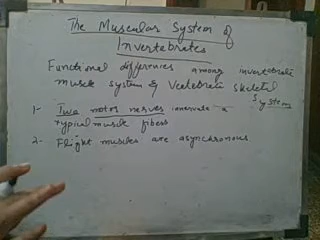 The Muscular System of
Invertebrates
Functional differences among invertebrate
muscle system & Vertebrate Skeletal
System
1- Two motor nerves innervate a
typical muscle fibers
2- Flight muscles are asynchronous